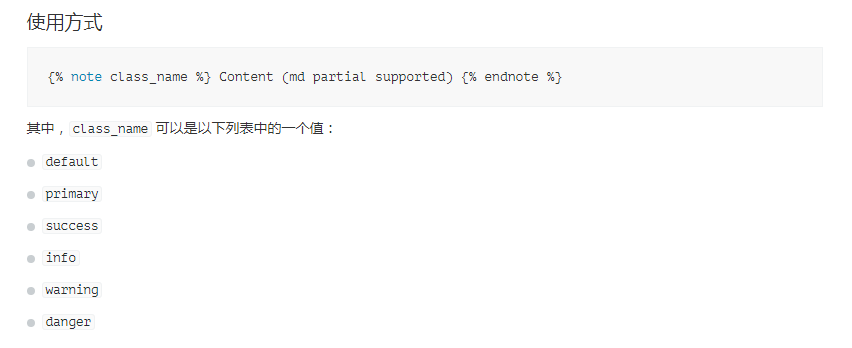 使用方式
{% note class_name %} Content (md partial supported) {% endnote %}
其中，class_name 可以是以下列表中的一个值：
default
primary
success
info
warning
danger